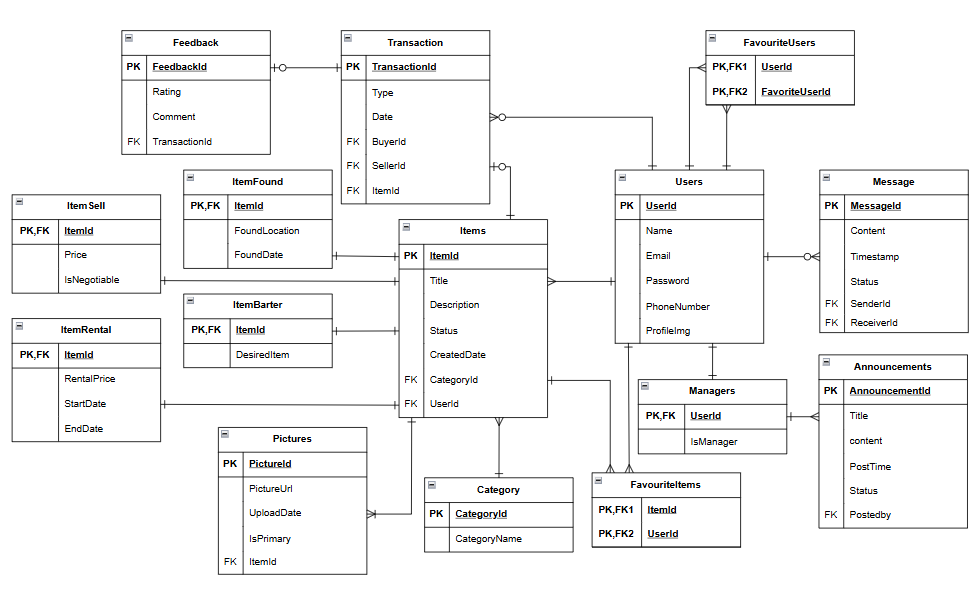 Feedback
PK FeedbackId
Rating
Comment
FK TransactionId
Transaction
PK TransactionId
Type
Date
FK BuyerId
FK SellerId
FK ItemId
FavouriteUsers
PK,FK1 UserId
PK,FK2 FavoriteUserId
ItemSell
PK,FK ItemId
Price
IsNegotiable
ItemFound
PK,FK ItemId
FoundLocation
FoundDate
Items
PK ItemId
Title
Description
Status
CreatedDate
FK CategoryId
FK UserId
Users
PK UserId
Name
Email
Password
PhoneNumber
ProfileImg
Message
PK MessageId
Content
Timestamp
Status
FK SenderId
FK ReceiverId
ItemRental
PK,FK ItemId
RentalPrice
StartDate
EndDate
ItemBarter
PK,FK ItemId
DesiredItem
Managers
PK,FK UserId
IsManager
Announcements
PK AnnouncementId
Title
content
PostTime
Status
FK Postedby
Pictures
PK PictureId
PictureUrl
UploadDate
IsPrimary
FK ItemId
Category
PK CategoryId
CategoryName
FavouriteItems
PK,FK1 ItemId
PK,FK2 UserId